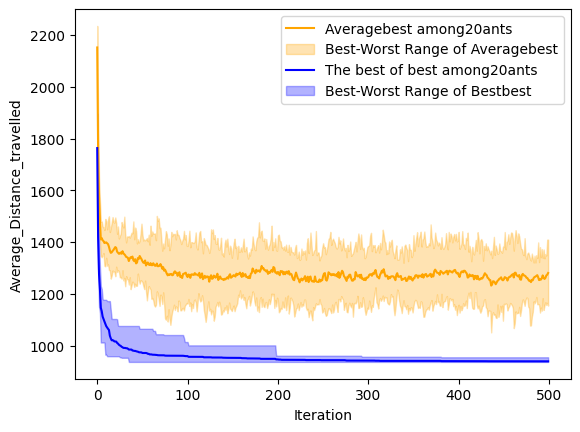 Averagebest among20ants
Best-Worst Range of Averagebest
The best of best among20ants
Best-Worst Range of Bestbest
Average_Distance_travelled
2200
2000
1800
1600
1400
1200
1000
0 100 200 300 400 500
Iteration